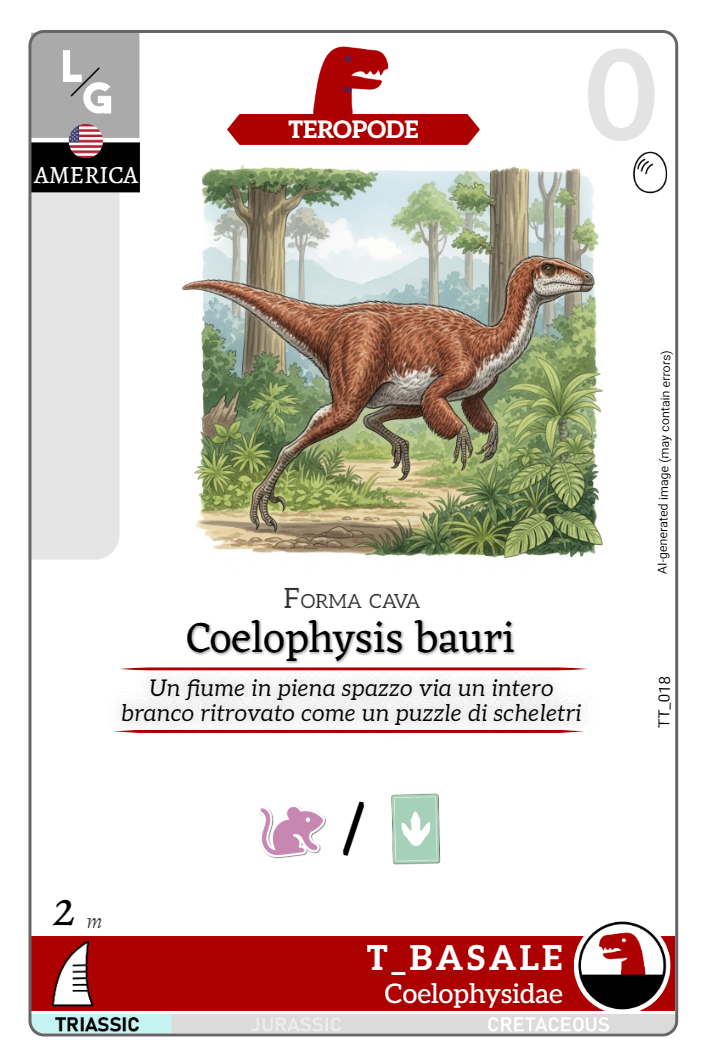 L/G
AMERICA
TEROPODE
0
AI-generated image (may contain errors)
FORMA CAVA
Coelophysis bauri
Un fiume in piena spazzo via un intero
branco ritrovato come un puzzle di scheletri
TT_018
/
2 m
T_BASALE
Coelophysidae
TRIASSIC JURASSIC CRETACEOUS